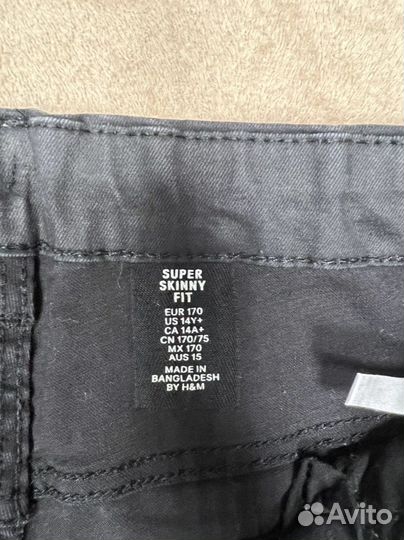 SUPER
SKINNY
FIT
EUR 170
US 14Y+
CA 14A+
CN 170/75
MX 170
AUS 15
MADE IN
BANGLADESH
BY H&M
Avito